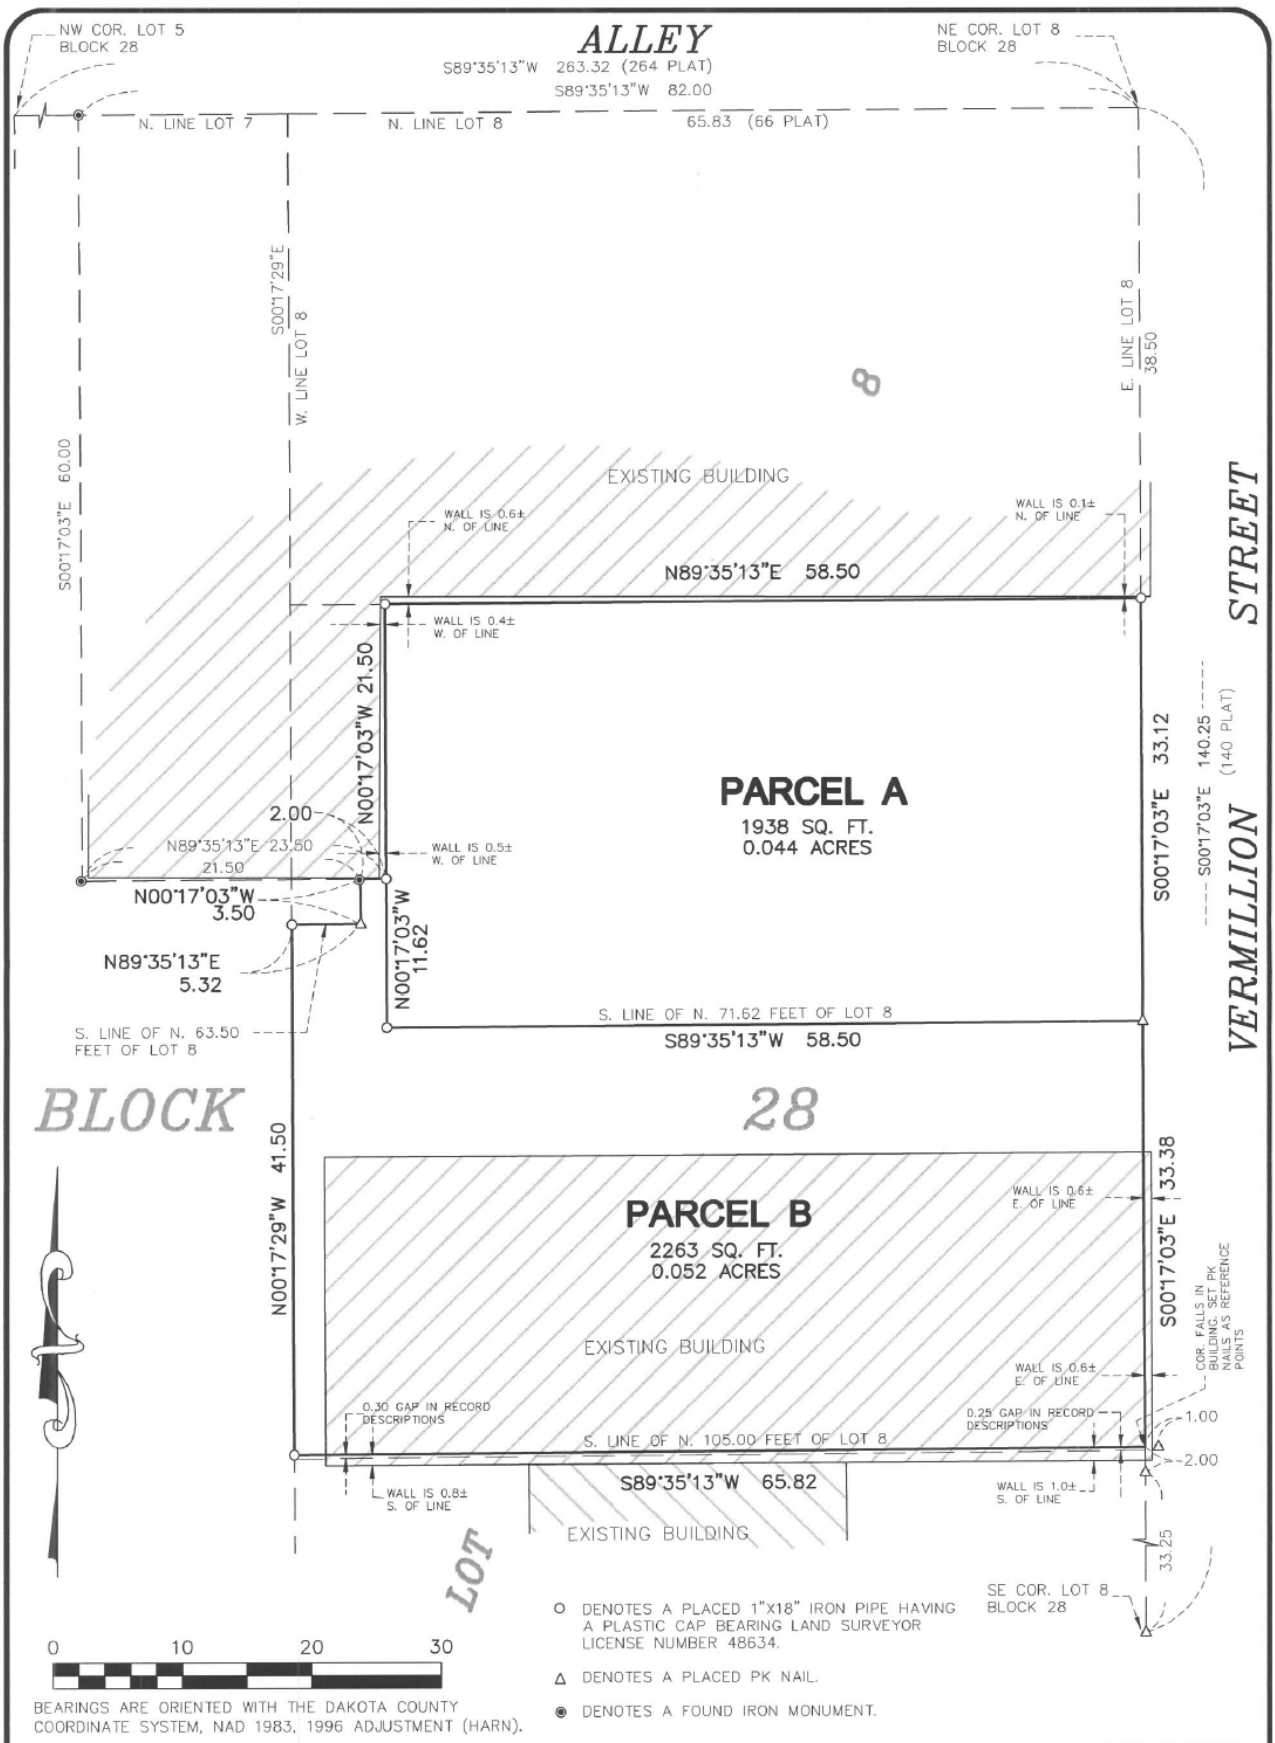 NW COR. LOT 5
BLOCK 28
ALLEY
S89°35'13"W 263.32 (264 PLAT)
S89°35'13"W 82.00
NE COR. LOT 8
BLOCK 28
N. LINE LOT 7
N. LINE LOT 8
65.83 (66 PLAT)
S00°17'29"E
W. LINE LOT 8
E. LINE LOT 8
38.50
8
S00°17'03"E 60.00
EXISTING BUILDING
WALL IS 0.6±
N. OF LINE
WALL IS 0.1±
N. OF LINE
N89°35'13"E 58.50
STREET
WALL IS 0.4±
W. OF LINE
N00°17'03"W 21.50
PARCEL A
1938 SQ. FT.
0.044 ACRES
S00°17'03"E 33.12
S00°17'03"E 140.25
(140 PLAT)
VERMILLION
2.00
N89°35'13"E 23.50
21.50
WALL IS 0.5±
W. OF LINE
N00°17'03"W
3.50
N00°17'03"W
11.62
N89°35'13"E
5.32
S. LINE OF N. 63.50
FEET OF LOT 8
S. LINE OF N. 71.62 FEET OF LOT 8
S89°35'13"W 58.50
BLOCK
28
N00°17'29"W 41.50
PARCEL B
2263 SQ. FT.
0.052 ACRES
WALL IS 0.6±
E. OF LINE
S00°17'03"E 33.38
COR. FALLS IN
BUILDING. SET PK
NAILS AS REFERENCE
POINTS
EXISTING BUILDING
WALL IS 0.6±
E. OF LINE
0.30 GAP IN RECORD
DESCRIPTIONS
0.25 GAP IN RECORD
DESCRIPTIONS
1.00
S. LINE OF N. 105.00 FEET OF LOT 8
2.00
S89°35'13"W 65.82
WALL IS 0.8±
S. OF LINE
WALL IS 1.0±
S. OF LINE
EXISTING BUILDING
LOT
33.25
SE COR. LOT 8
BLOCK 28
DENOTES A PLACED 1"X18" IRON PIPE HAVING
A PLASTIC CAP BEARING LAND SURVEYOR
LICENSE NUMBER 48634.
0 10 20 30
DENOTES A PLACED PK NAIL.
BEARINGS ARE ORIENTED WITH THE DAKOTA COUNTY
COORDINATE SYSTEM, NAD 1983, 1996 ADJUSTMENT (HARN).
DENOTES A FOUND IRON MONUMENT.